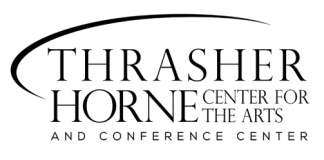 THRASHER
HORNE CENTER FOR
THE ARTS
AND CONFERENCE CENTER